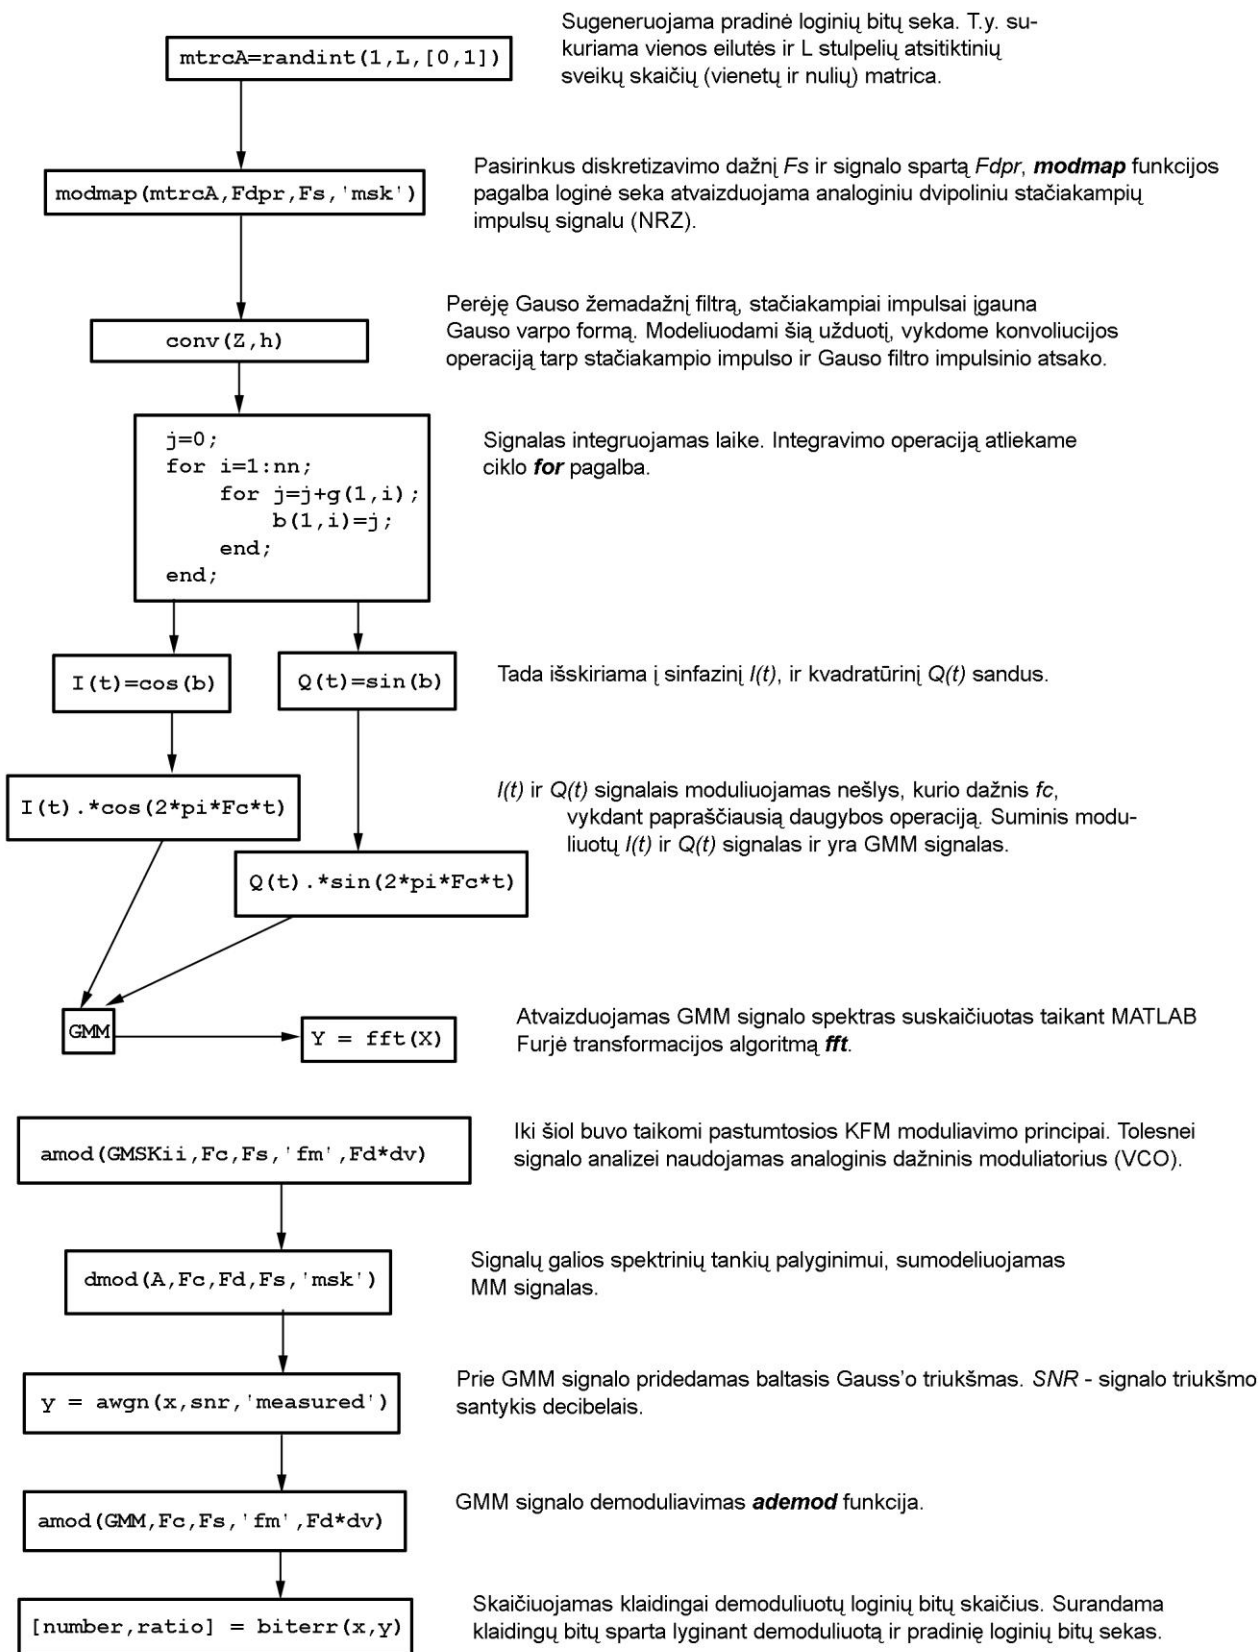 mtrcA=randint(1,L,[0,1])
Sugeneruojama pradinė loginių bitų seka. T.y. su-
kuriama vienos eilutės ir L stulpelių atsitiktinių
sveikų skaičių (vienetų ir nulių) matrica.
modmap(mtrcA,Fdpr,Fs,'msk')
Pasirinkus diskretizavimo dažnį Fs ir signalo spartą Fdpr, modmap funkcijos
pagalba loginė seka atvaizduojama analoginiu dvipoliniu stačiakampių
impulsų signalu (NRZ).
conv(Z,h)
Perėję Gauso žemadažnį filtrą, stačiakampiai impulsai įgauna
Gauso varpo formą. Modeliuodami šią užduotį, vykdome konvoliucijos
operaciją tarp stačiakampio impulso ir Gauso filtro impulsinio atsako.
j=0;
for i=1:nn;
for j=j+g(1,i);
b(1,i)=j;
end;
end;
Signalas integruojamas laike. Integravimo operaciją atliekame
ciklo for pagalba.
I(t)=cos(b)
Q(t)=sin(b)
Tada išskiriama į sinfazinį I(t), ir kvadratūrinį Q(t) sandus.
I(t).*cos(2*pi*Fc*t)
Q(t).*sin(2*pi*Fc*t)
I(t) ir Q(t) signalais moduliuojamas nešlys, kurio dažnis fc,
vykdant papraščiausią daugybos operaciją. Suminis modu-
liuotų I(t) ir Q(t) signalas ir yra GMM signalas.
GMM
Y = fft(X)
Atvaizduojamas GMM signalo spektras suskaičiuotas taikant MATLAB
Furjė transformacijos algoritmą fft.
amod(GMSKii,Fc,Fs,'fm',Fd*dv)
Iki šiol buvo taikomi pastumtosios KFM moduliavimo principai. Tolesnei
signalo analizei naudojamas analoginis dažninis moduliatorius (VCO).
dmod(A,Fc,Fd,Fs,'msk')
Signalų galios spektrinių tankių palyginimui, sumodeliuojamas
MM signalas.
y = awgn(x,snr,'measured')
Prie GMM signalo pridedamas baltasis Gauss'o triukšmas. SNR - signalo triukšmo
santykis decibelais.
amod(GMM,Fc,Fs,'fm',Fd*dv)
GMM signalo demoduliavimas ademod funkcija.
[number,ratio] = biterr(x,y)
Skaičiuojamas klaidingai demoduliuotų loginių bitų skaičius. Surandama
klaidingų bitų sparta lyginant demoduliuotą ir pradinię loginių bitų sekas.